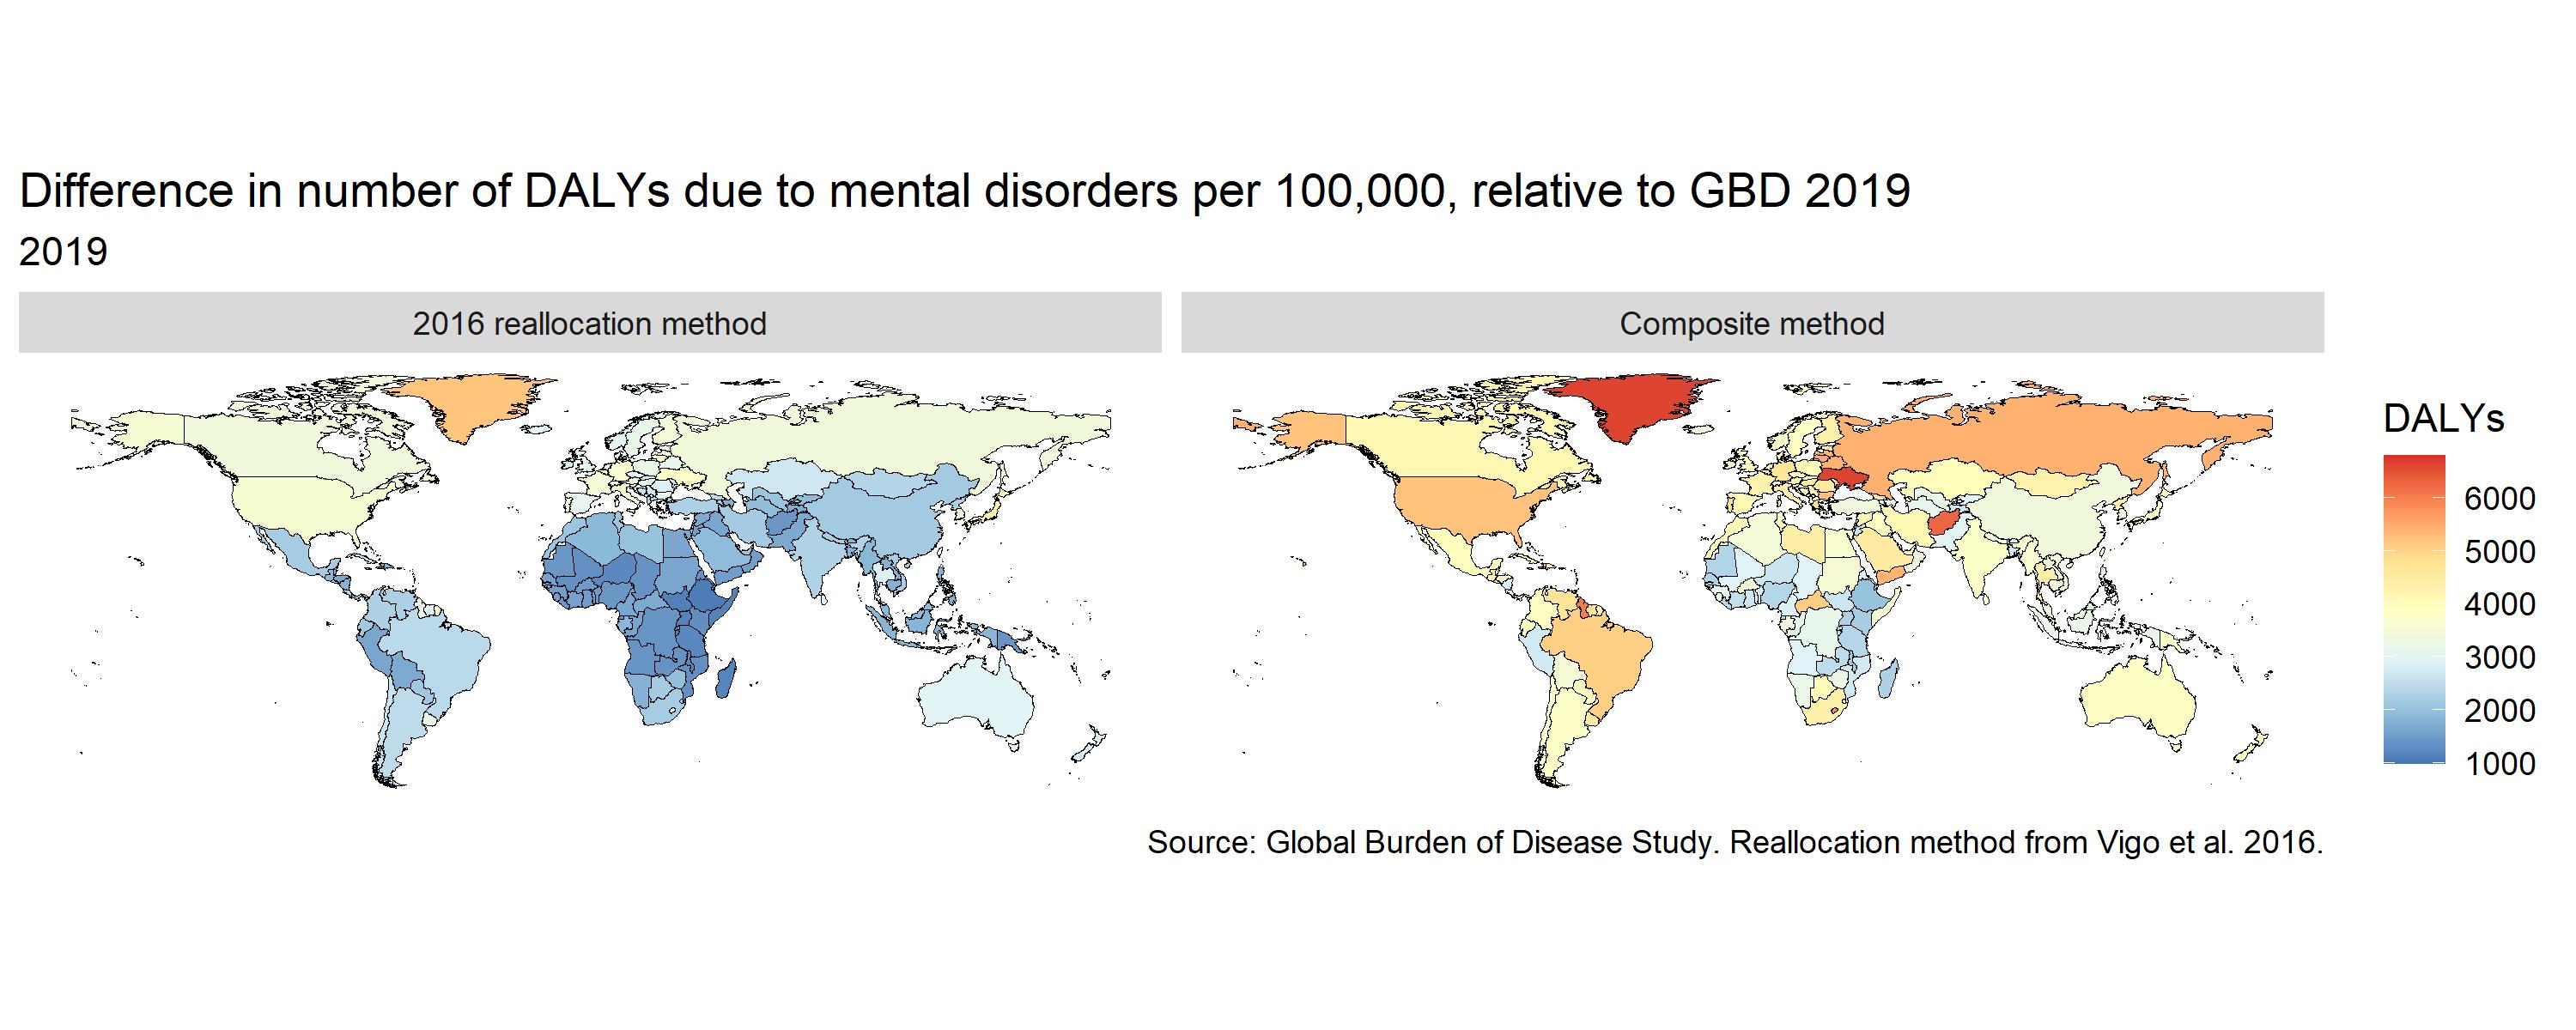 Difference in number of DALYs due to mental disorders per 100,000, relative to GBD 2019
2019
2016 reallocation method
Composite method
DALYs
6000
5000
4000
3000
2000
1000
Source: Global Burden of Disease Study. Reallocation method from Vigo et al. 2016.